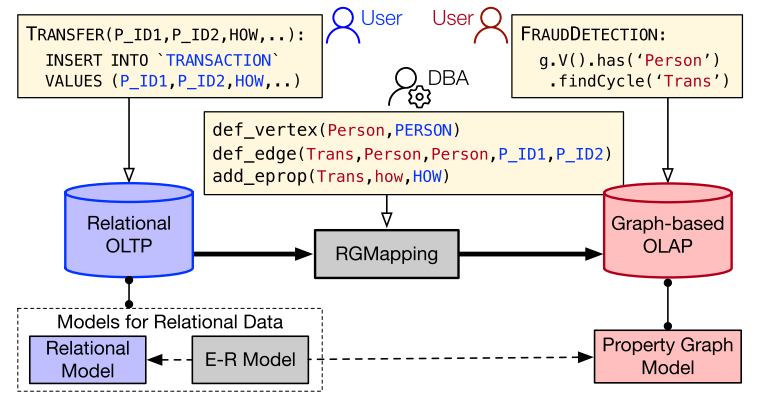 TRANSFER(P_ID1,P_ID2,HOW,..):
INSERT INTO `TRANSACTION`
VALUES (P_ID1,P_ID2,HOW,..)
User
User
FRAUDDETECTION:
g.V().has(‘Person’)
.findCycle(‘Trans’)
DBA
def_vertex(Person,PERSON)
def_edge(Trans,Person,Person,P_ID1,P_ID2)
add_eprop(Trans,how,HOW)
Relational
OLTP
RGMapping
Graph-based
OLAP
Models for Relational Data
Relational
Model
E-R Model
Property Graph
Model